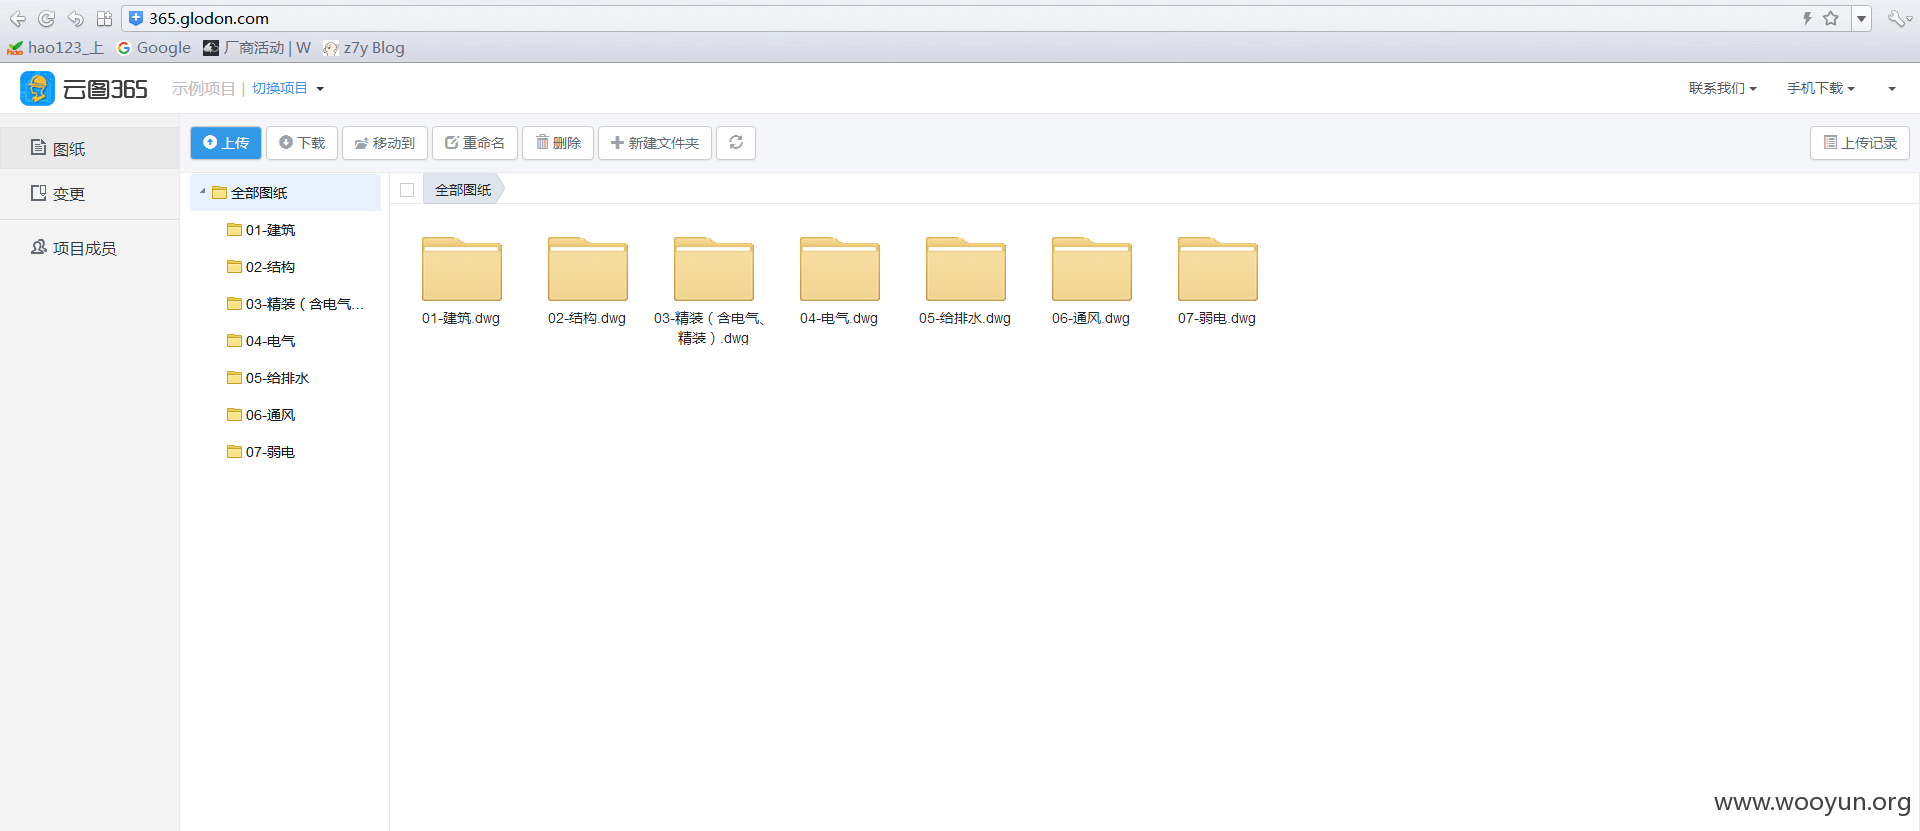 365.glodon.com
hao123_上 Google 厂商活动 | W z7y Blog
云图365 示例项目 | 切换项目 联系我们 手机下载
上传 下载 移动到 重命名 删除 新建文件夹 上传记录
图纸
变更
项目成员
全部图纸
01-建筑
02-结构
03-精装（含电气...
04-电气
05-给排水
06-通风
07-弱电
全部图纸
01-建筑.dwg
02-结构.dwg
03-精装（含电气、
精装）.dwg
04-电气.dwg
05-给排水.dwg
06-通风.dwg
07-弱电.dwg
www.wooyun.org